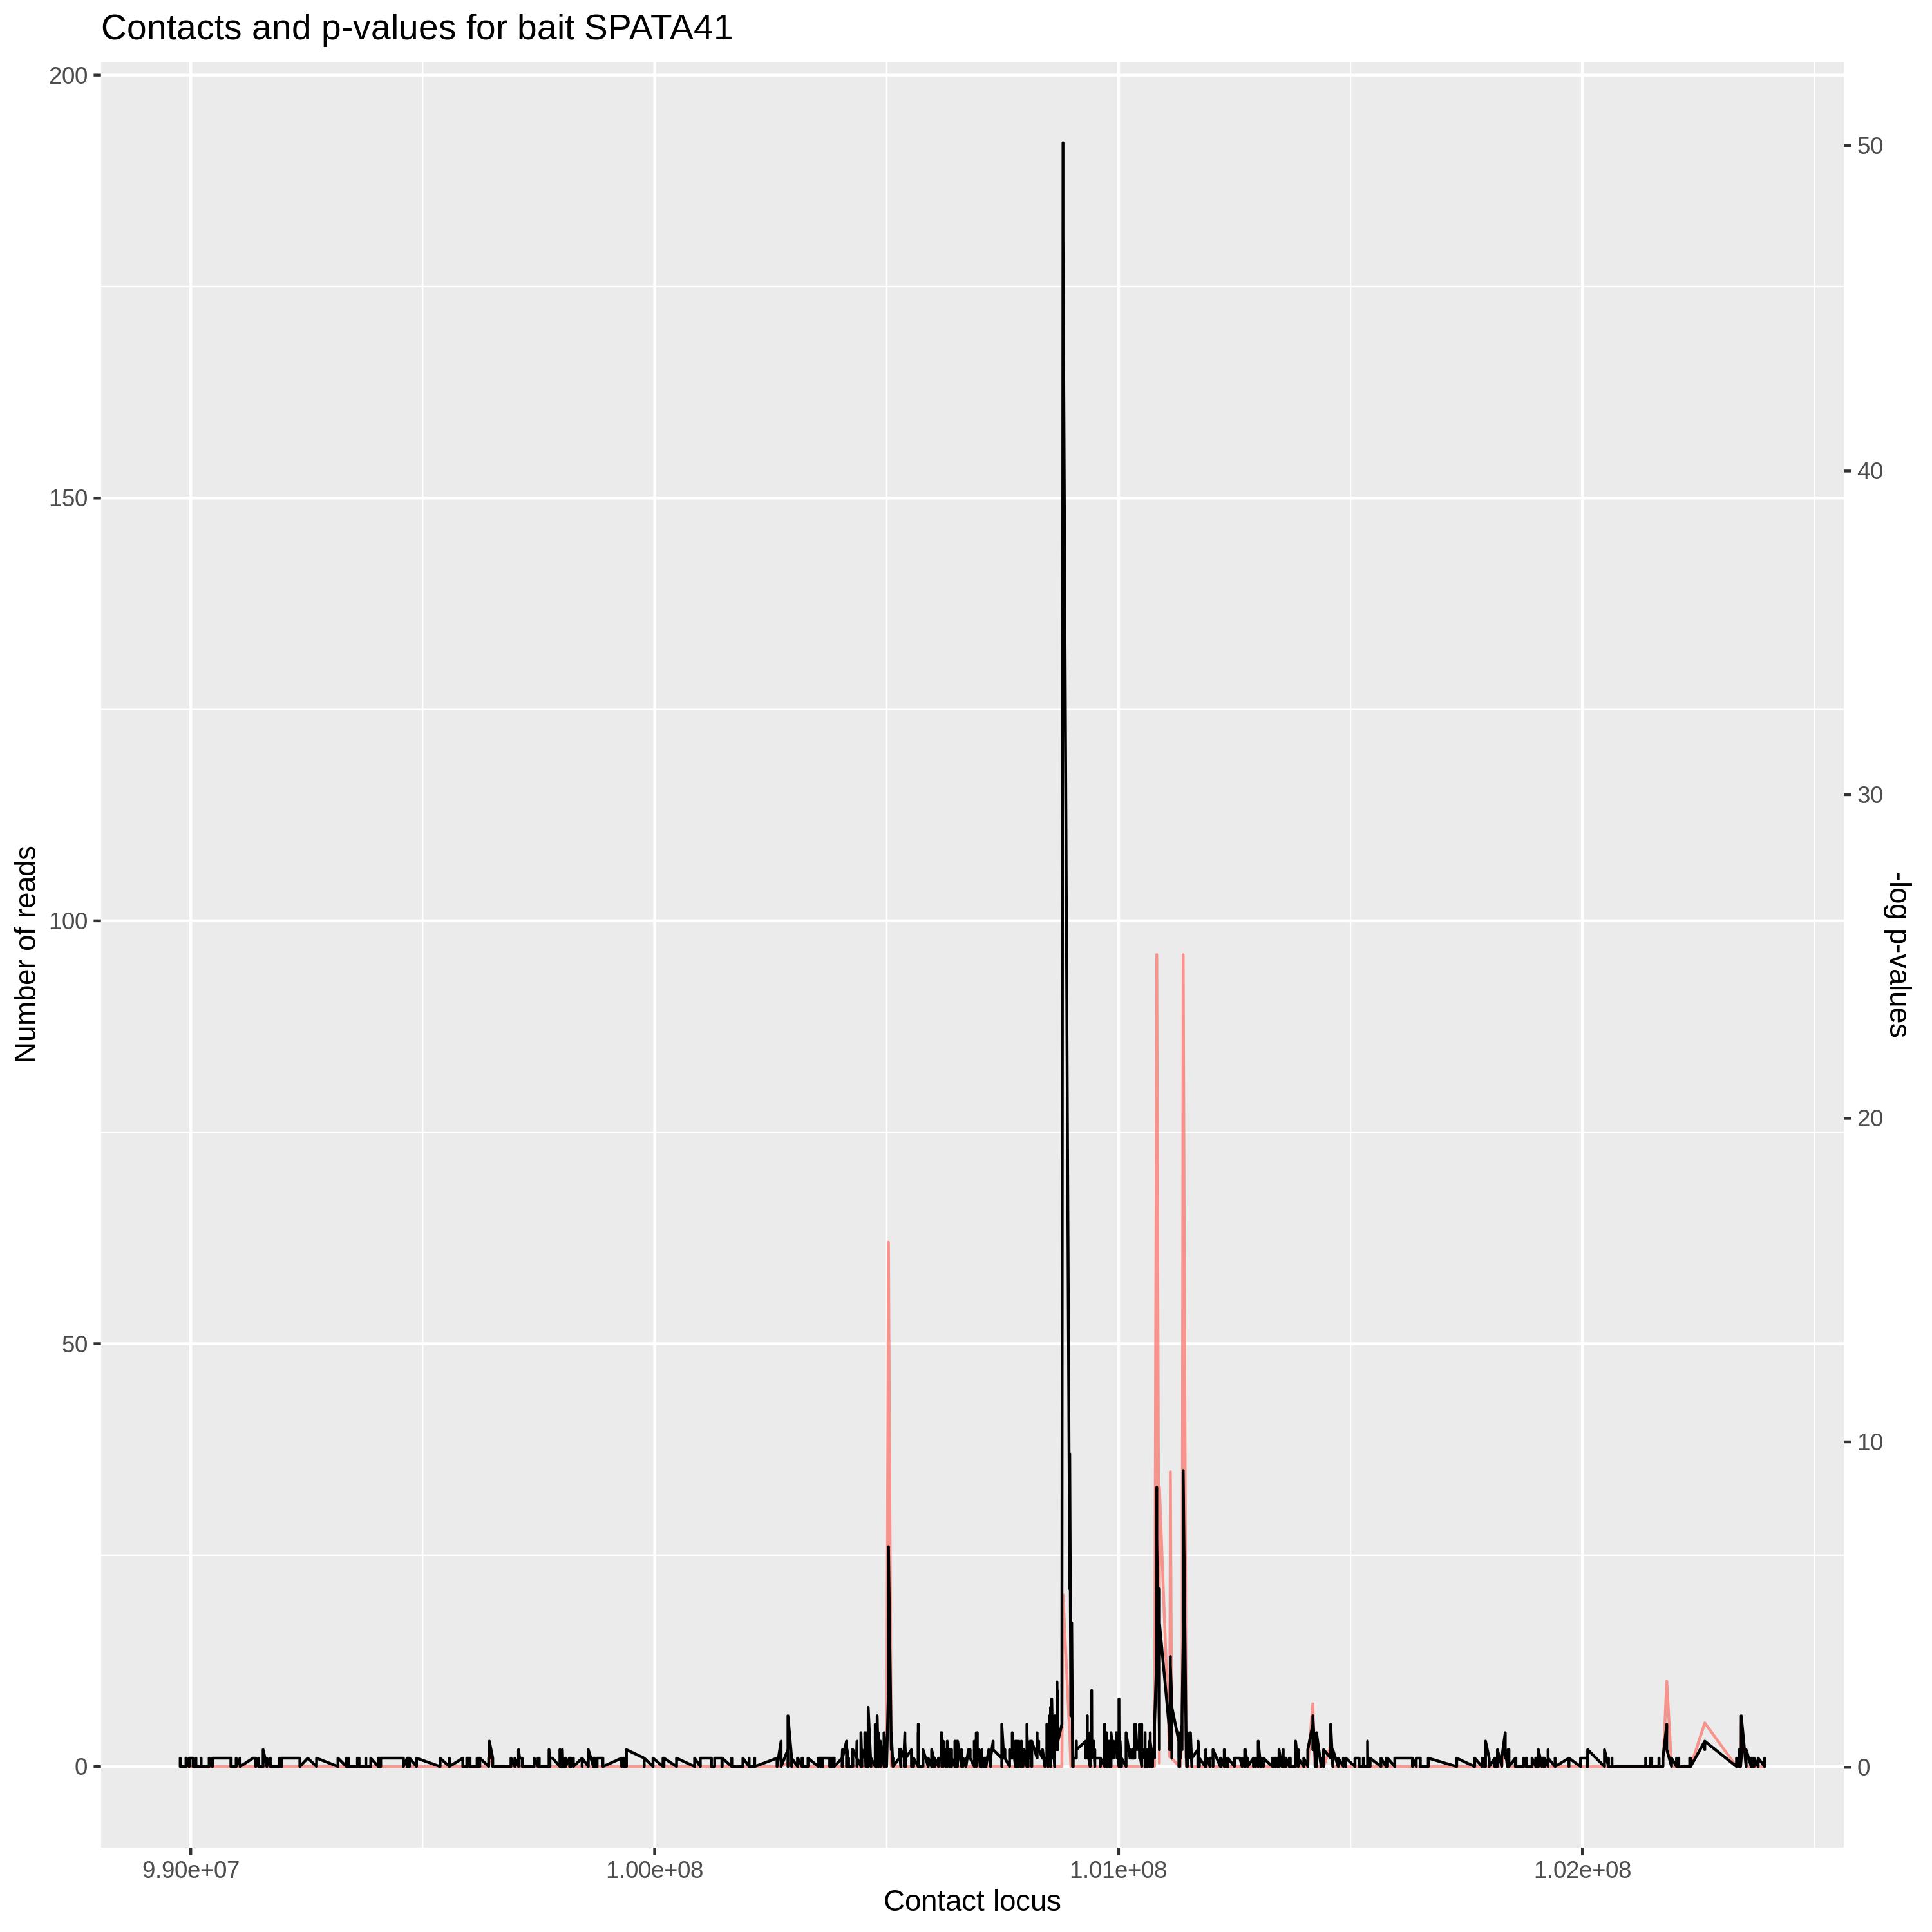 Contacts and p-values for bait SPATA41
200
150
100
50
0
Number of reads
50
40
30
20
10
0
-log p-values
9.90e+07
1.00e+08
1.01e+08
1.02e+08
Contact locus